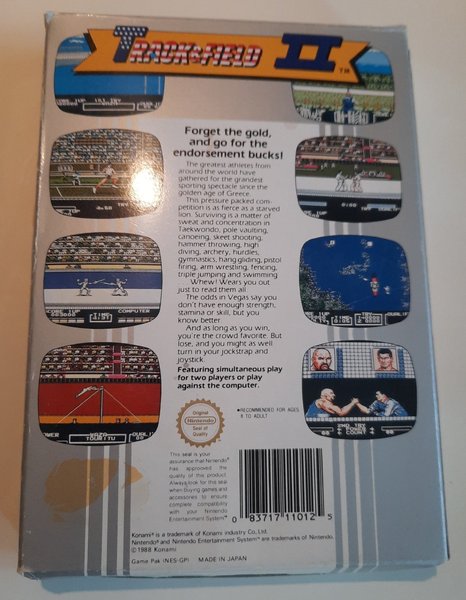 TRACK & FIELD II TM
Forget the gold,
and go for the
endorsement bucks!
The greatest athletes from
around the world have
gathered for the grandest
sporting spectacle since the
golden age of Greece.
This pressure packed com-
petition is as fierce as a starved
lion. Surviving is a matter of
sweat and concentration in
Taekwondo, pole vaulting,
canoeing, skeet shooting,
hammer throwing, high
diving, archery, hurdles,
gymnastics, hang gliding, pistol
firing, arm wrestling, fencing,
triple jumping and swimming.
Whew! Wears you out
just to read them all.
The odds in Vegas say you
don't have enough strength,
stamina or skill, but you
know better.
And as long as you win,
you're the crowd favorite. But
lose, and you might as well
turn in your jockstrap and
joystick.
Featuring simultaneous play
for two players or play
against the computer.
COMPUTER
TIME
POWER
QUALI
2ND TRY
POWER
COUNT
Original
Nintendo
Seal of
Quality
•RECOMMENDED FOR AGES
8 TO ADULT
This seal is your
assurance that Nintendo®
has approved the
quality of this product.
Always look for this seal
when buying games and
accessories to ensure
complete compatibility
with your Nintendo
Entertainment System™
0 83717 11012 5
Konami® is a trademark of Konami Industry Co., Ltd.
Nintendo® and Nintendo Entertainment System® are trademarks of Nintendo.
©1988 Konami
Game Pak (NES-GP) MADE IN JAPAN